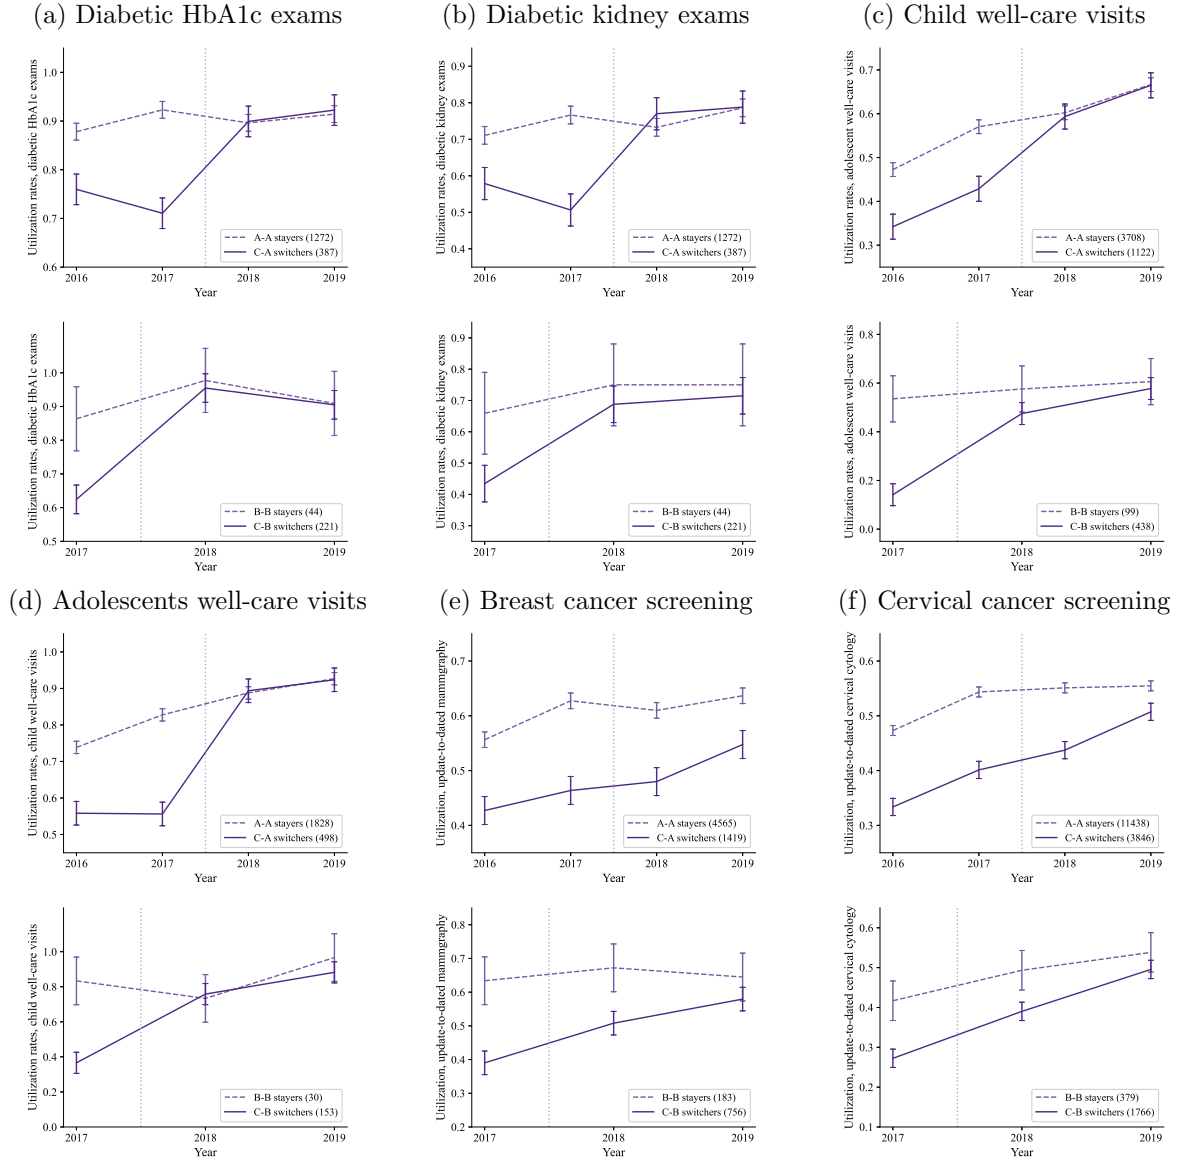 (a) Diabetic HbA1c exams
Utilization rates, diabetic HbA1c exams
1.0
0.9
0.8
0.7
0.6
A-A stayers (1272)
C-A switchers (387)
2016 2017 2018 2019
Year
(b) Diabetic kidney exams
Utilization rates, diabetic kidney exams
0.9
0.8
0.7
0.6
0.5
0.4
A-A stayers (1272)
C-A switchers (387)
2016 2017 2018 2019
Year
(c) Child well-care visits
Utilization rates, adolescent well-care visits
0.7
0.6
0.5
0.4
0.3
A-A stayers (3708)
C-A switchers (1122)
2016 2017 2018 2019
Year
Utilization rates, diabetic HbA1c exams
1.0
0.9
0.8
0.7
0.6
0.5
B-B stayers (44)
C-B switchers (221)
2017 2018 2019
Year
Utilization rates, diabetic kidney exams
0.9
0.8
0.7
0.6
0.5
0.4
0.3
B-B stayers (44)
C-B switchers (221)
2017 2018 2019
Year
Utilization rates, adolescent well-care visits
0.8
0.6
0.4
0.2
0.0
B-B stayers (99)
C-B switchers (438)
2017 2018 2019
Year
(d) Adolescents well-care visits
Utilization rates, child well-care visits
1.0
0.9
0.8
0.7
0.6
0.5
A-A stayers (1828)
C-A switchers (498)
2016 2017 2018 2019
Year
(e) Breast cancer screening
Utilization, update-to-dated mammgraphy
0.7
0.6
0.5
0.4
A-A stayers (4565)
C-A switchers (1419)
2016 2017 2018 2019
Year
(f) Cervical cancer screening
Utilization, update-to-dated cervical cytology
0.6
0.5
0.4
0.3
A-A stayers (11438)
C-A switchers (3846)
2016 2017 2018 2019
Year
Utilization rates, child well-care visits
1.0
0.8
0.6
0.4
0.2
0.0
B-B stayers (30)
C-B switchers (153)
2017 2018 2019
Year
Utilization, update-to-dated mammgraphy
0.8
0.7
0.6
0.5
0.4
0.3
0.2
B-B stayers (183)
C-B switchers (756)
2017 2018 2019
Year
Utilization, update-to-dated cervical cytology
0.6
0.5
0.4
0.3
0.2
0.1
B-B stayers (379)
C-B switchers (1766)
2017 2018 2019
Year